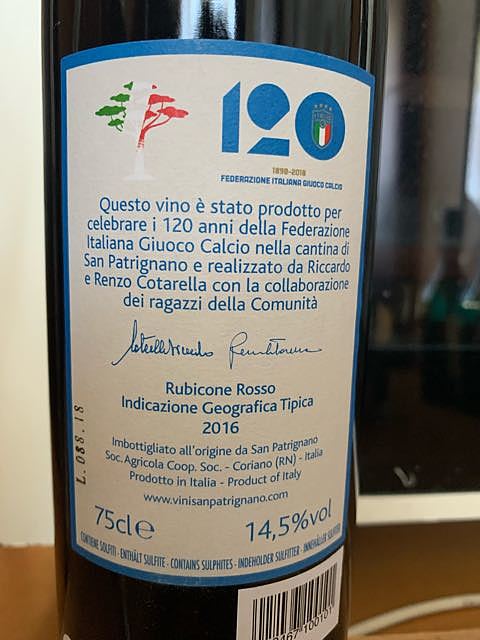 120
1898-2018
FEDERAZIONE ITALIANA GIUOCO CALCIO
Questo vino è stato prodotto per
celebrare i 120 anni della Federazione
Italiana Giuoco Calcio nella cantina di
San Patrignano e realizzato da Riccardo
e Renzo Cotarella con la collaborazione
dei ragazzi della Comunità
Rubicone Rosso
Indicazione Geografica Tipica
2016
Imbottigliato all'origine da San Patrignano
Soc. Agricola Coop. Soc. - Coriano (RN) - Italia
Prodotto in Italia - Product of Italy
www.vinisanpatrignano.com
75cl e
14,5%vol
CONTIENE SOLFITI - ENTHÄLT SULFITE - CONTAINS SULPHITES - INDEHOLDER SULFITTER - INNEHÅLLER SULFITER
L. 088.18